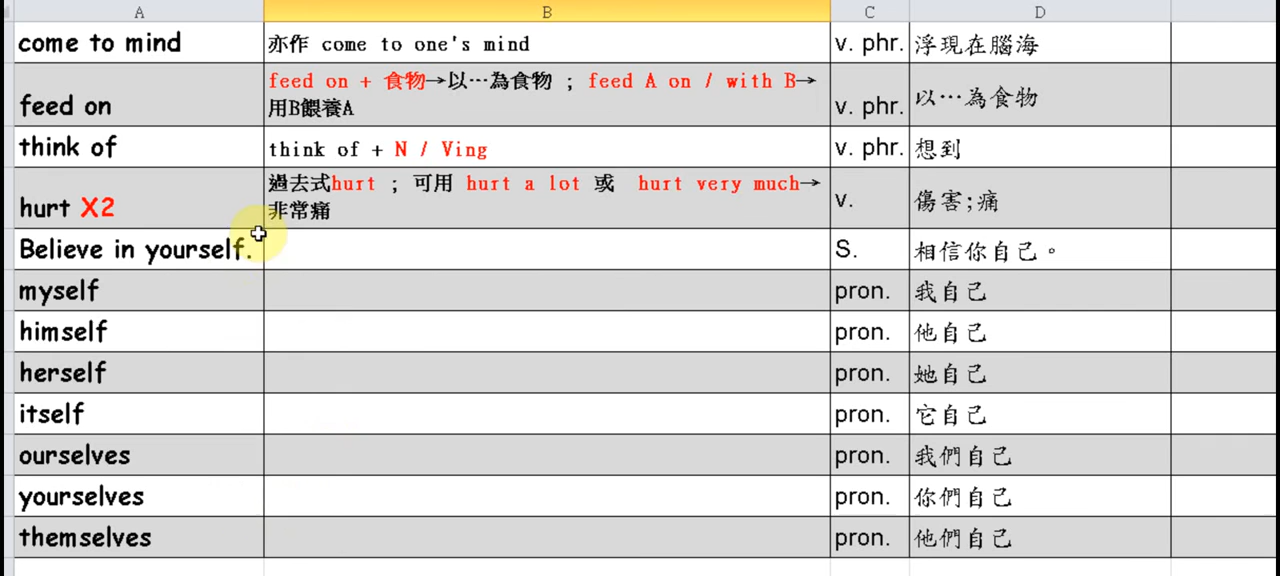 A B C D
come to mind 亦作 come to one's mind v. phr. 浮現在腦海
feed on + 食物→以…為食物 ; feed A on / with B→
feed on 用B餵養A v. phr. 以…為食物
think of think of + N / Ving v. phr. 想到
過去式hurt ; 可用 hurt a lot 或 hurt very much→
hurt X2 非常痛 v. 傷害;痛
Believe in yourself. S. 相信你自己。
myself pron. 我自己
himself pron. 他自己
herself pron. 她自己
itself pron. 它自己
ourselves pron. 我們自己
yourselves pron. 你們自己
themselves pron. 他們自己